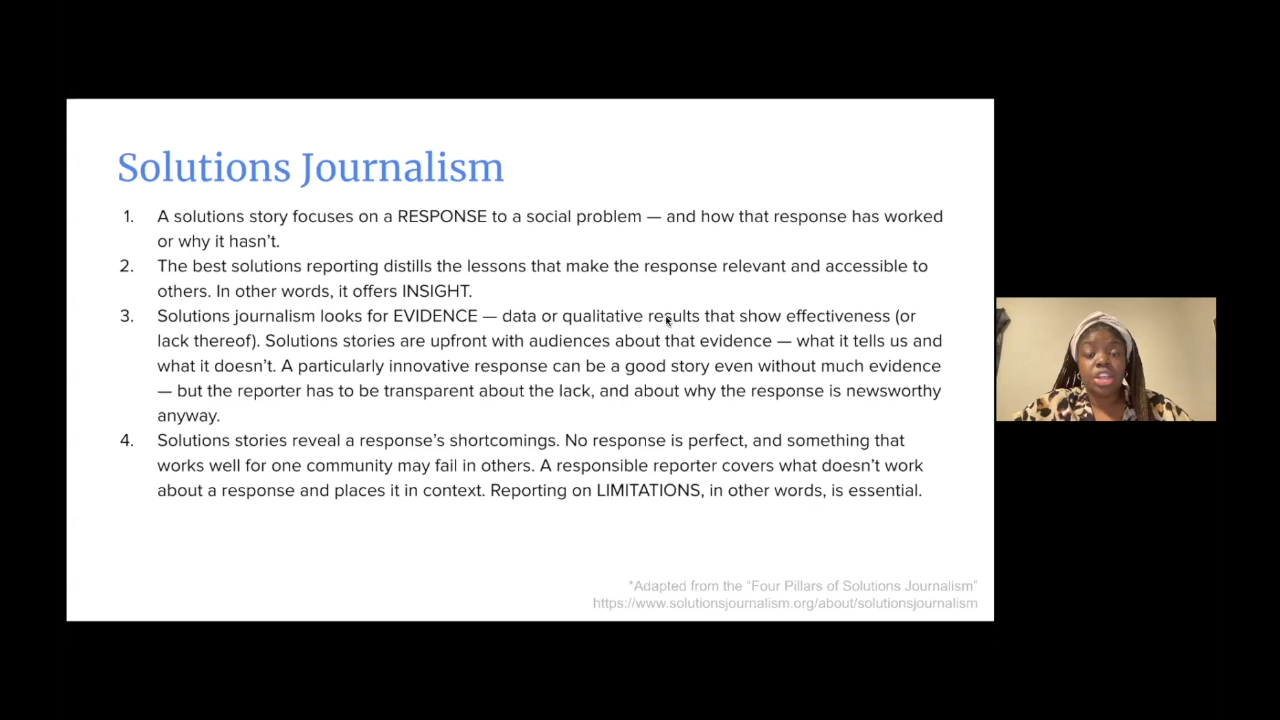 Solutions Journalism
1. A solutions story focuses on a RESPONSE to a social problem — and how that response has worked
or why it hasn’t.
2. The best solutions reporting distills the lessons that make the response relevant and accessible to
others. In other words, it offers INSIGHT.
3. Solutions journalism looks for EVIDENCE — data or qualitative results that show effectiveness (or
lack thereof). Solutions stories are upfront with audiences about that evidence — what it tells us and
what it doesn’t. A particularly innovative response can be a good story even without much evidence
— but the reporter has to be transparent about the lack, and about why the response is newsworthy
anyway.
4. Solutions stories reveal a response’s shortcomings. No response is perfect, and something that
works well for one community may fail in others. A responsible reporter covers what doesn’t work
about a response and places it in context. Reporting on LIMITATIONS, in other words, is essential.
*Adapted from the “Four Pillars of Solutions Journalism”
https://www.solutionsjournalism.org/about/solutionsjournalism